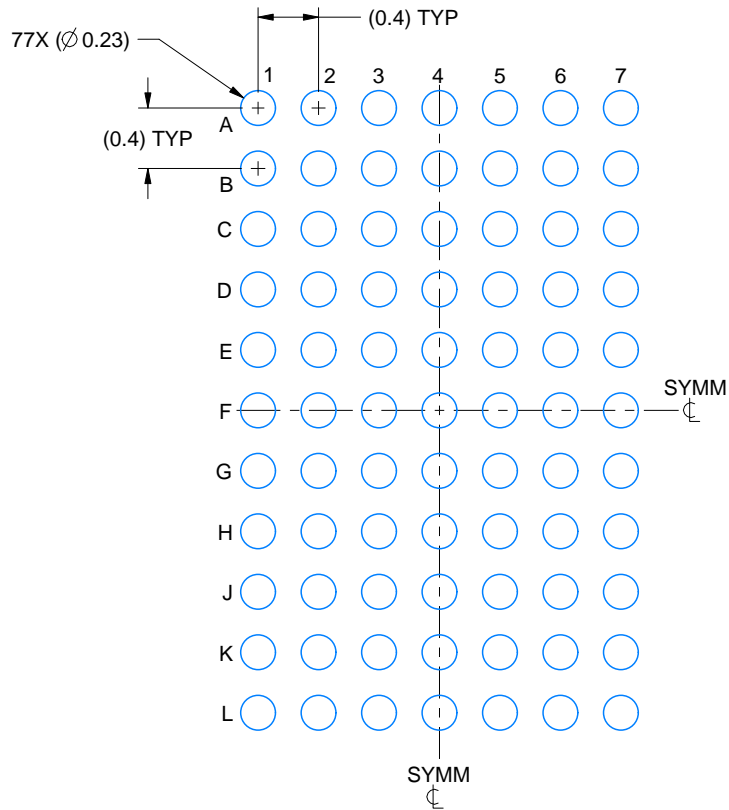 (0.4) TYP
77X (∅ 0.23)
1 2 3 4 5 6 7
A
(0.4) TYP
B
C
D
E
F
SYMM
℄
G
H
J
K
L
SYMM
℄